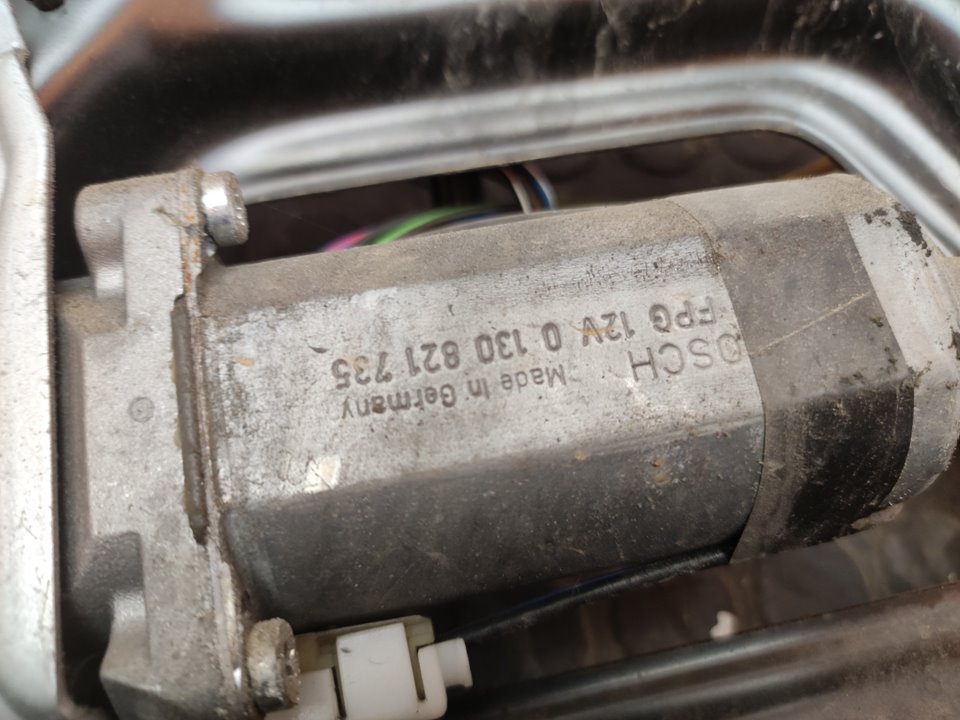 OSCH Made in Germany
FPG 12V 0 130 821 735